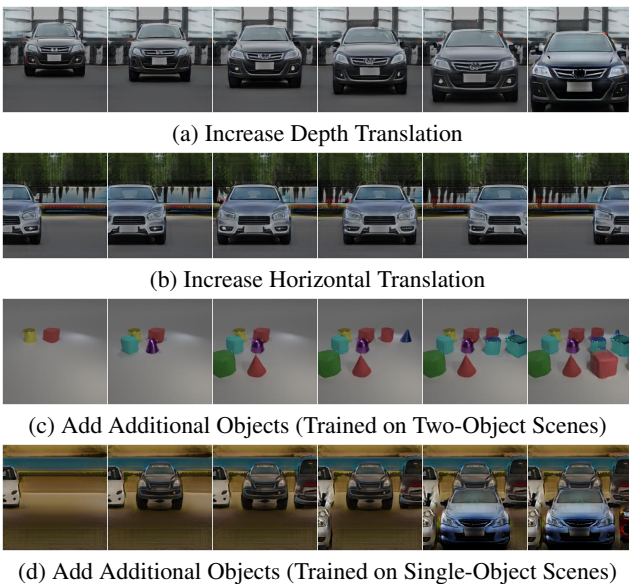 (a) Increase Depth Translation
(b) Increase Horizontal Translation
(c) Add Additional Objects (Trained on Two-Object Scenes)
(d) Add Additional Objects (Trained on Single-Object Scenes)